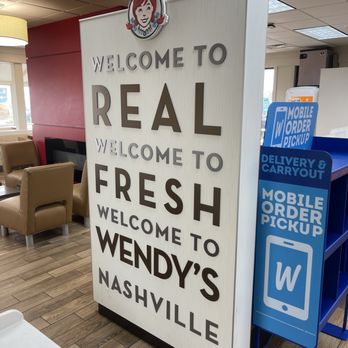 WELCOME TO
REAL
WELCOME TO
FRESH
WELCOME TO
WENDY'S
NASHVILLE
MOBILE
ORDER
PICKUP
W
DELIVERY &
CARRYOUT
MOBILE
ORDER
PICKUP
W